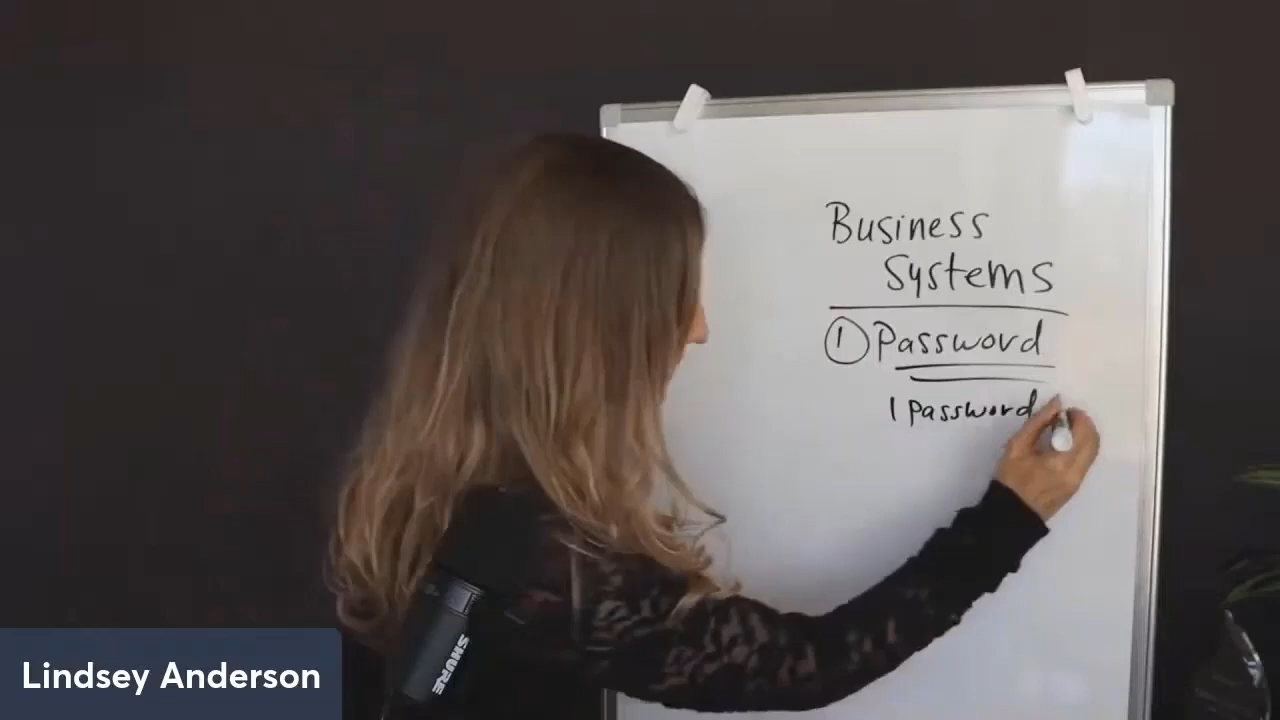 Business
Systems
① Password
1 Password
SHURE
Lindsey Anderson